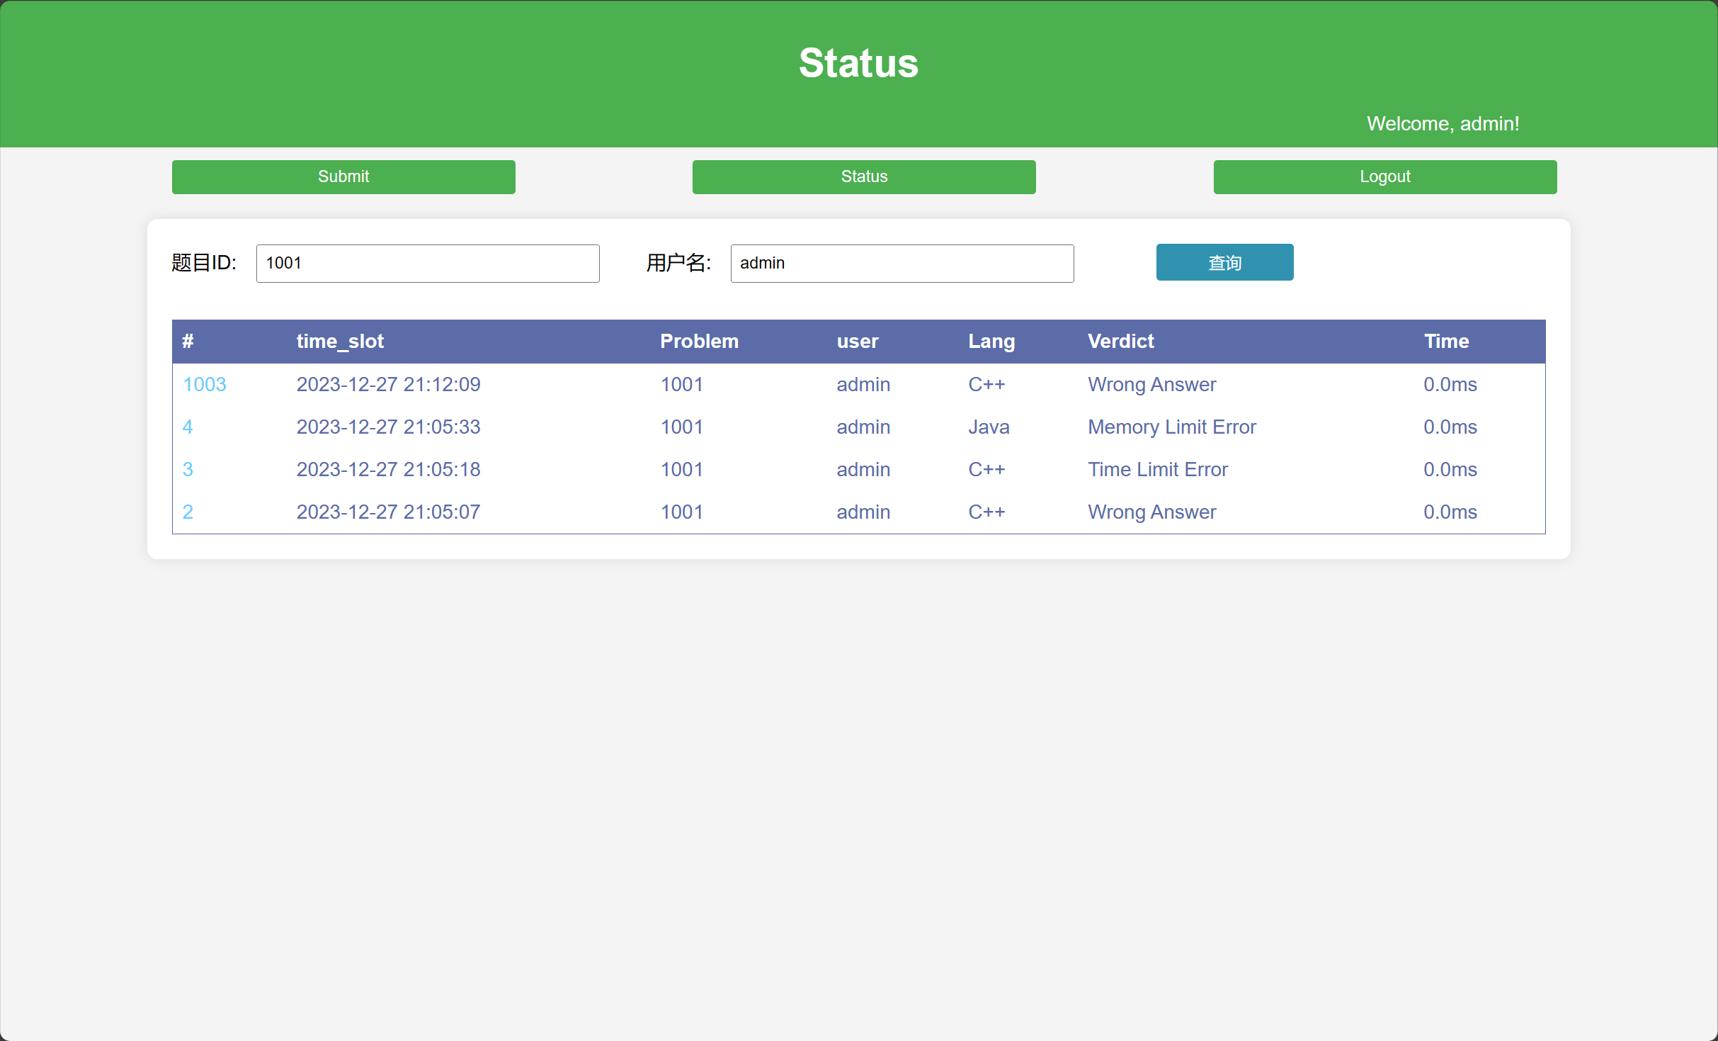 Status
Welcome, admin!
Submit Status Logout
题目ID: 1001 用户名: admin 查询
# time_slot Problem user Lang Verdict Time
1003 2023-12-27 21:12:09 1001 admin C++ Wrong Answer 0.0ms
4 2023-12-27 21:05:33 1001 admin Java Memory Limit Error 0.0ms
3 2023-12-27 21:05:18 1001 admin C++ Time Limit Error 0.0ms
2 2023-12-27 21:05:07 1001 admin C++ Wrong Answer 0.0ms